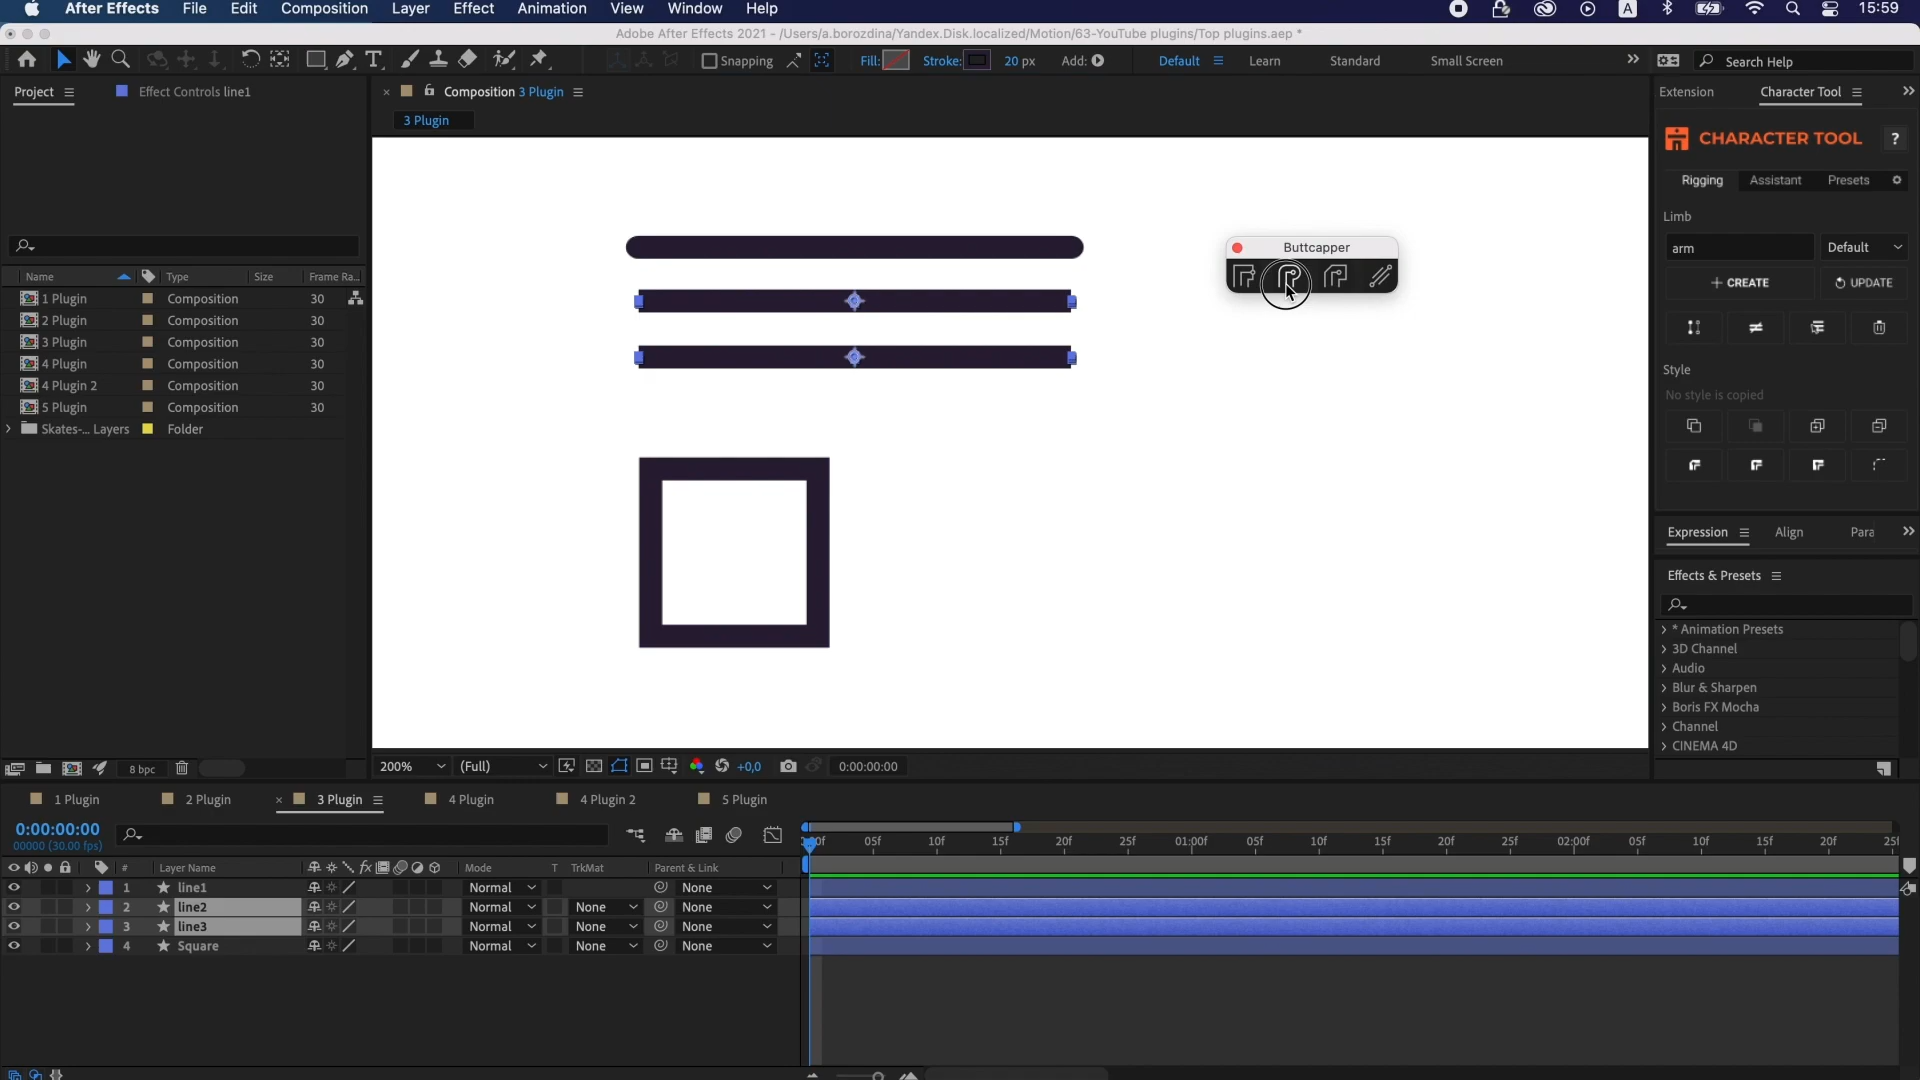 After Effects File Edit Composition Layer Effect Animation View Window Help A 15:59
Adobe After Effects 2021 - /Users/a.borozdina/Yandex.Disk.localized/Motion/63-YouTube plugins/Top plugins.aep *
Snapping Fill: Stroke: 20 px Add: Default Learn Standard Small Screen Search Help
Project Effect Controls line1
Composition 3 Plugin
3 Plugin
Extension Character Tool
CHARACTER TOOL ?
Rigging Assistant Presets
Limb
arm Default
+ CREATE UPDATE
Style
No style is copied
Buttcapper
Name Type Size Frame Ra...
1 Plugin Composition 30
2 Plugin Composition 30
3 Plugin Composition 30
4 Plugin Composition 30
4 Plugin 2 Composition 30
5 Plugin Composition 30
Skates-... Layers Folder
Expression Align Para
Effects & Presets
* Animation Presets
3D Channel
Audio
Blur & Sharpen
Boris FX Mocha
Channel
CINEMA 4D
8 bpc
200% (Full) +0,0 0:00:00:00
1 Plugin 2 Plugin 3 Plugin 4 Plugin 4 Plugin 2 5 Plugin
0:00:00:00
00000 (30.00 fps)
05f 10f 15f 20f 25f 01:00f 05f 10f 15f 20f 25f 02:00f 05f 10f 15f 20f
# Layer Name fx Mode T TrkMat Parent & Link
1 line1 Normal None
2 line2 Normal None None
3 line3 Normal None None
4 Square Normal None None